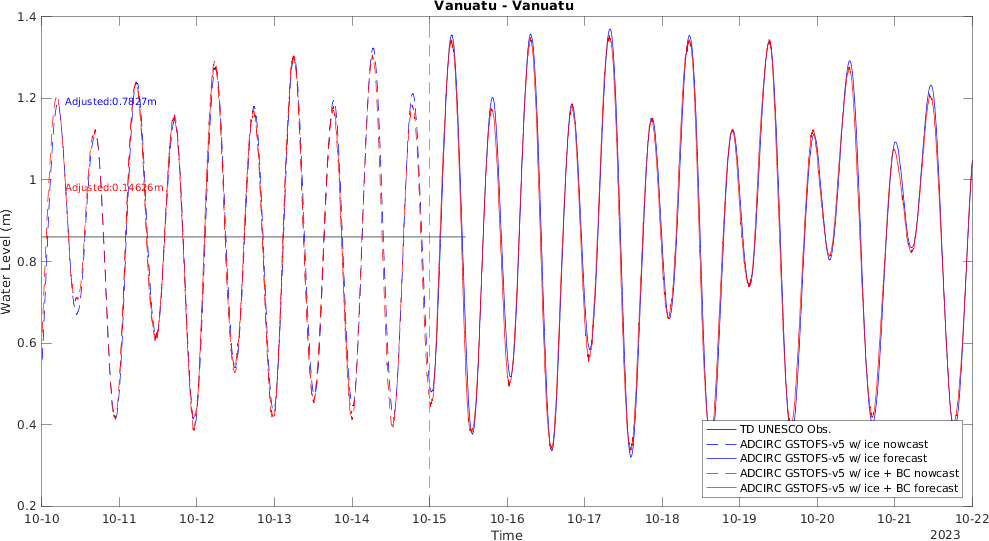 Vanuatu - Vanuatu
1.4
1.2
1
0.8
0.6
0.4
0.2
Water Level (m)
Adjusted:0.7827m
Adjusted:0.14626m
TD UNESCO Obs.
ADCIRC GSTOFS-v5 w/ ice nowcast
ADCIRC GSTOFS-v5 w/ ice forecast
ADCIRC GSTOFS-v5 w/ ice + BC nowcast
ADCIRC GSTOFS-v5 w/ ice + BC forecast
10-10 10-11 10-12 10-13 10-14 10-15 10-16 10-17 10-18 10-19 10-20 10-21 10-22
Time
2023